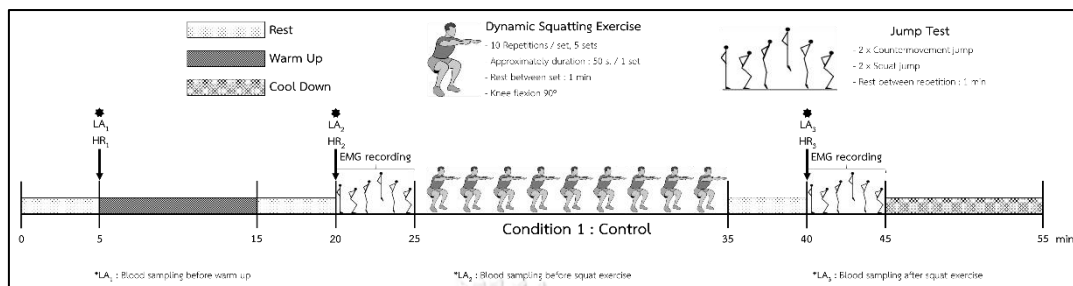 Rest
Warm Up
Cool Down
Dynamic Squatting Exercise
- 10 Repetitions / set, 5 sets
Approximately duration : 50 s. / 1 set
- Rest between set : 1 min
- Knee flexion 90º
Jump Test
- 2 x Countermovement jump
- 2 x Squat jump
- Rest between repetition : 1 min
LA1
HR1
LA2
HR2
EMG recording
LA3
HR3
EMG recording
Condition 1 : Control
0 5 15 20 25 35 40 45 55 min
*LA1 : Blood sampling before warm up
*LA2 : Blood sampling before squat exercise
*LA3 : Blood sampling after squat exercise